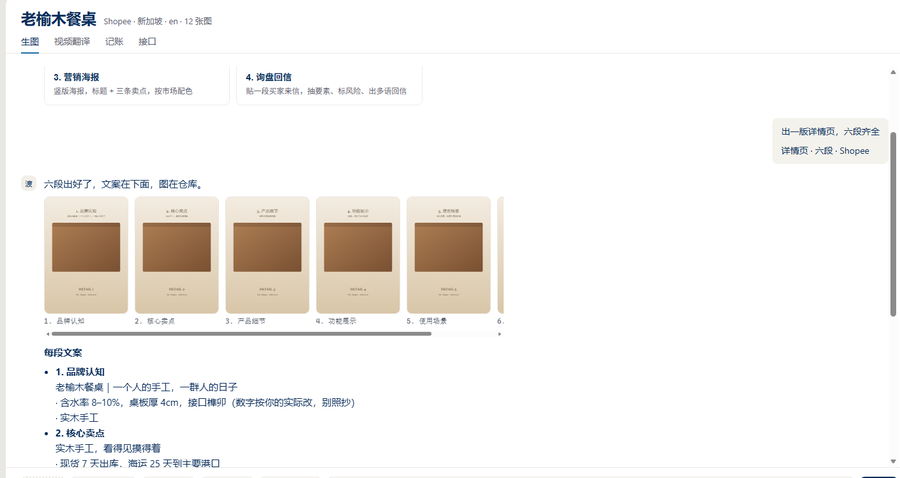 老榆木餐桌 Shopee · 新加坡 · en · 12 张图
生图 视频翻译 记账 接口
3. 营销海报
竖版海报，标题 + 三条卖点，按市场配色
4. 询盘回信
贴一段买家来信，抽要素、标风险、出多语回信
出一版详情页，六段齐全
详情页 · 六段 · Shopee
波 六段出好了，文案在下面，图在仓库。
1. 品牌认知
2. 核心卖点
3. 产品细节
4. 功能展示
5. 使用场景
6.
每段文案
• 1. 品牌认知
老榆木餐桌 | 一个人的手工，一群人的日子
· 含水率 8–10%，桌板厚 4cm，接口榫卯（数字按你的实际改，别照抄）
· 实木手工
• 2. 核心卖点
实木手工，看得见摸得着
· 现货 7 天出库，海运 25 天到主要港口